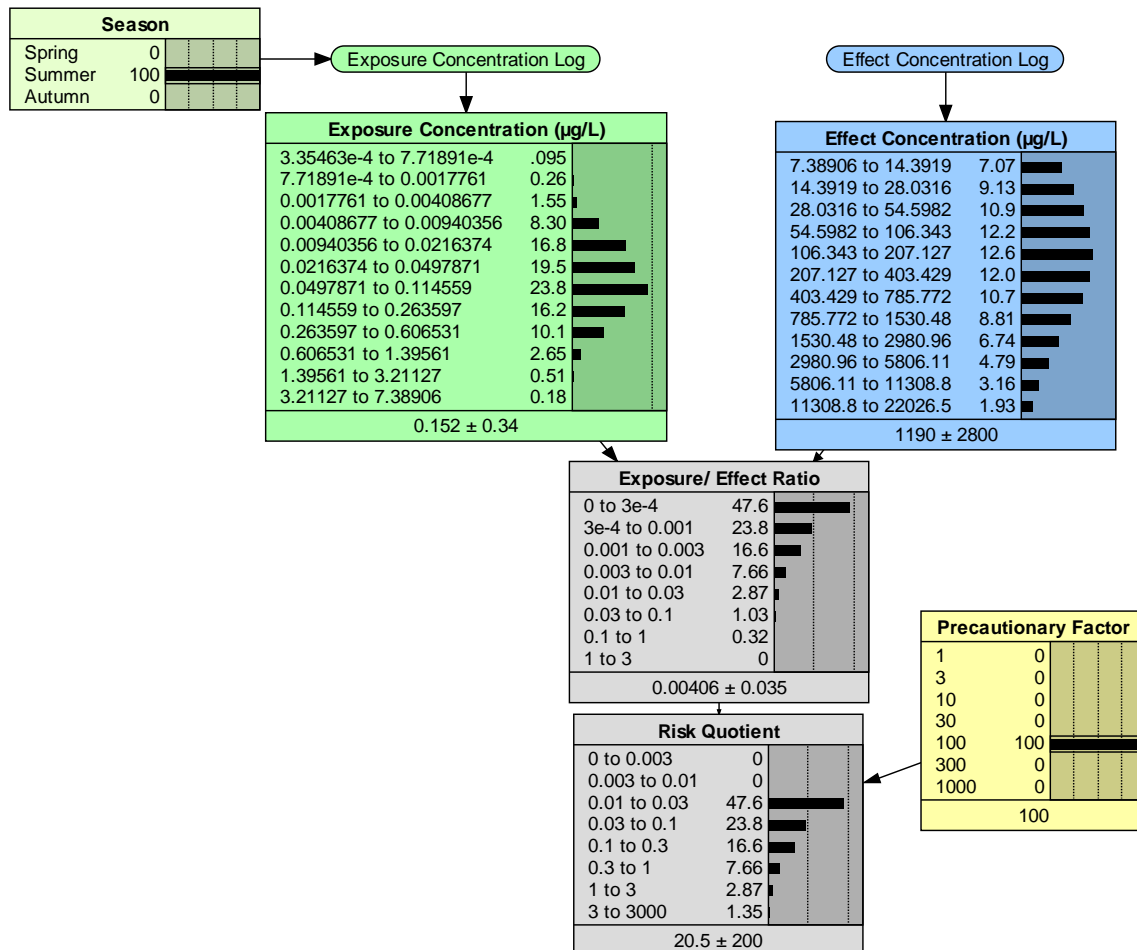 Season
Spring 0
Summer 100
Autumn 0
Exposure Concentration Log
Effect Concentration Log
Exposure Concentration (µg/L)
3.35463e-4 to 7.71891e-4 .095
7.71891e-4 to 0.0017761 0.26
0.0017761 to 0.00408677 1.55
0.00408677 to 0.00940356 8.30
0.00940356 to 0.0216374 16.8
0.0216374 to 0.0497871 19.5
0.0497871 to 0.114559 23.8
0.114559 to 0.263597 16.2
0.263597 to 0.606531 10.1
0.606531 to 1.39561 2.65
1.39561 to 3.21127 0.51
3.21127 to 7.38906 0.18
0.152 ± 0.34
Effect Concentration (µg/L)
7.38906 to 14.3919 7.07
14.3919 to 28.0316 9.13
28.0316 to 54.5982 10.9
54.5982 to 106.343 12.2
106.343 to 207.127 12.6
207.127 to 403.429 12.0
403.429 to 785.772 10.7
785.772 to 1530.48 8.81
1530.48 to 2980.96 6.74
2980.96 to 5806.11 4.79
5806.11 to 11308.8 3.16
11308.8 to 22026.5 1.93
1190 ± 2800
Exposure/ Effect Ratio
0 to 3e-4 47.6
3e-4 to 0.001 23.8
0.001 to 0.003 16.6
0.003 to 0.01 7.66
0.01 to 0.03 2.87
0.03 to 0.1 1.03
0.1 to 1 0.32
1 to 3 0
0.00406 ± 0.035
Precautionary Factor
1 0
3 0
10 0
30 0
100 100
300 0
1000 0
100
Risk Quotient
0 to 0.003 0
0.003 to 0.01 0
0.01 to 0.03 47.6
0.03 to 0.1 23.8
0.1 to 0.3 16.6
0.3 to 1 7.66
1 to 3 2.87
3 to 3000 1.35
20.5 ± 200